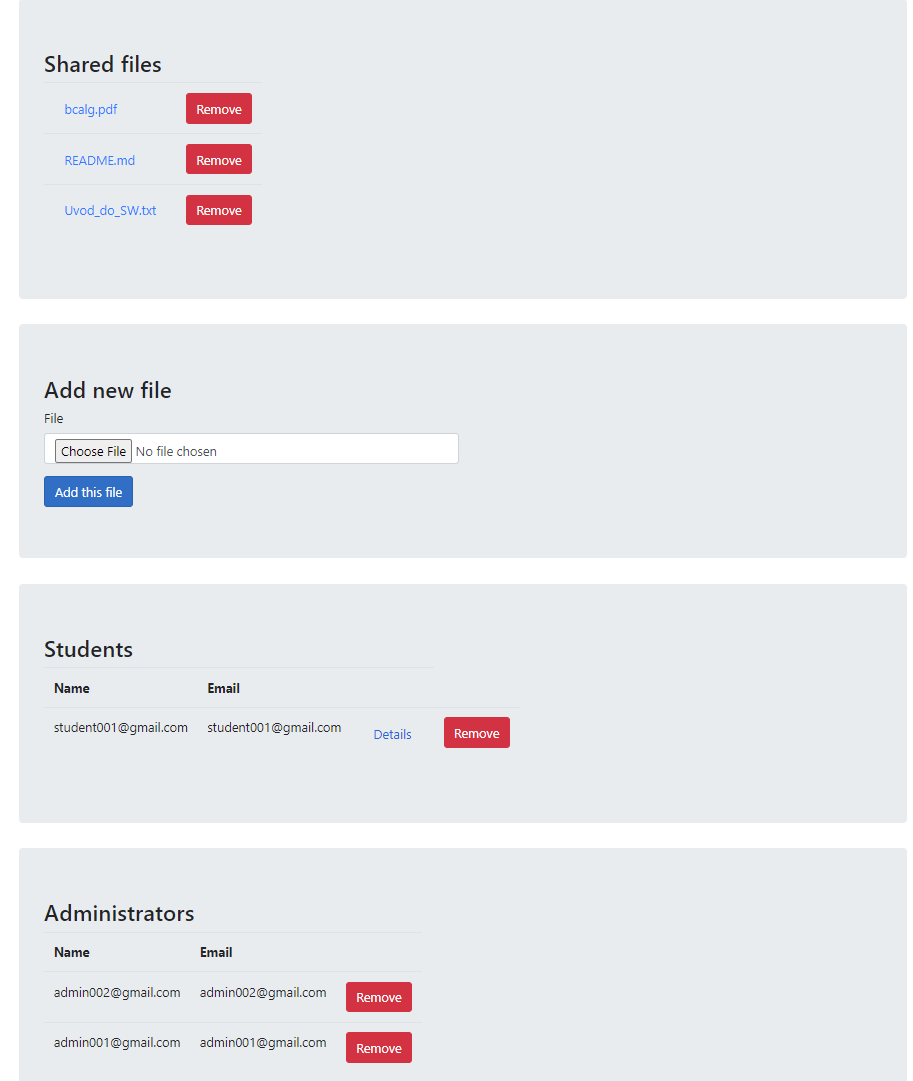 Shared files
bcalg.pdf Remove
README.md Remove
Uvod_do_SW.txt Remove
Add new file
File
Choose File No file chosen
Add this file
Students
Name Email
student001@gmail.com student001@gmail.com Details Remove
Administrators
Name Email
admin002@gmail.com admin002@gmail.com Remove
admin001@gmail.com admin001@gmail.com Remove